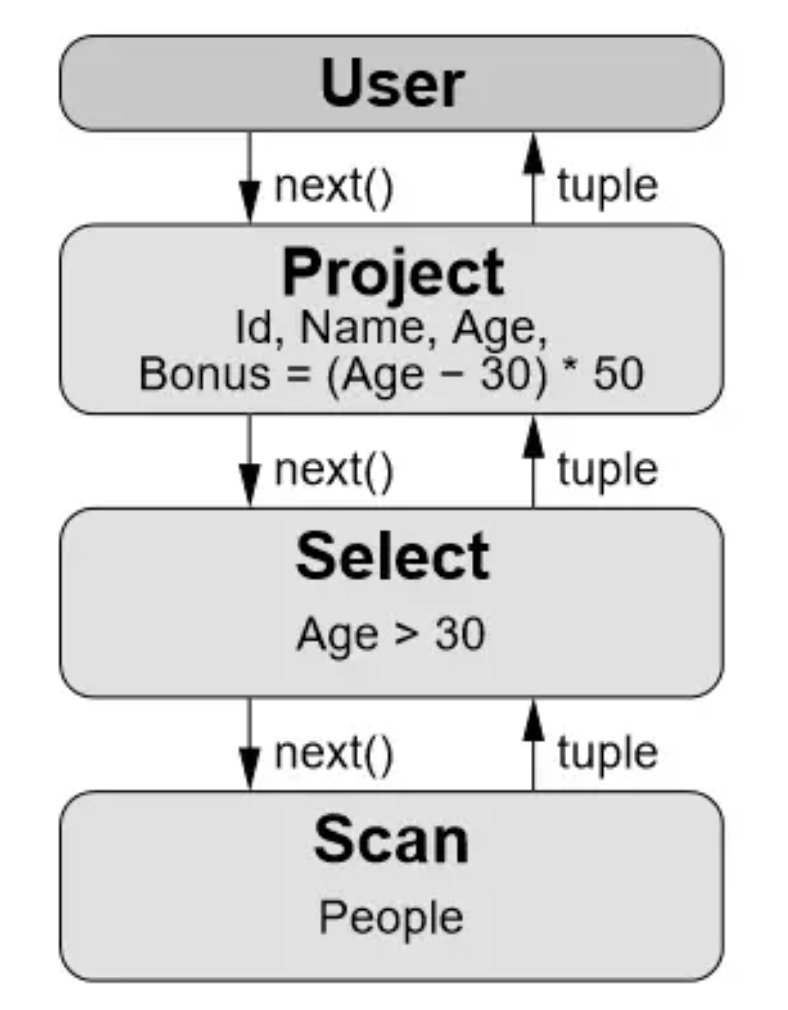 User
next()
tuple
Project
Id, Name, Age,
Bonus = (Age − 30) * 50
next()
tuple
Select
Age > 30
next()
tuple
Scan
People